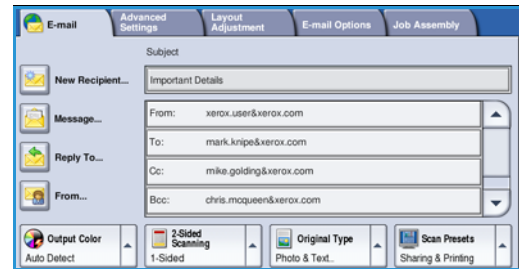 E-mail
Advanced Settings
Layout Adjustment
E-mail Options
Job Assembly
Subject
New Recipient...
Important Details
Message...
From: xerox.user&xerox.com
To: mark.knipe&xerox.com
Reply To...
Cc: mike.golding&xerox.com
From...
Bcc: chris.mcqueen&xerox.com
Output Color
Auto Detect
2-Sided Scanning
1-Sided
Original Type
Photo & Text..
Scan Presets
Sharing & Printing